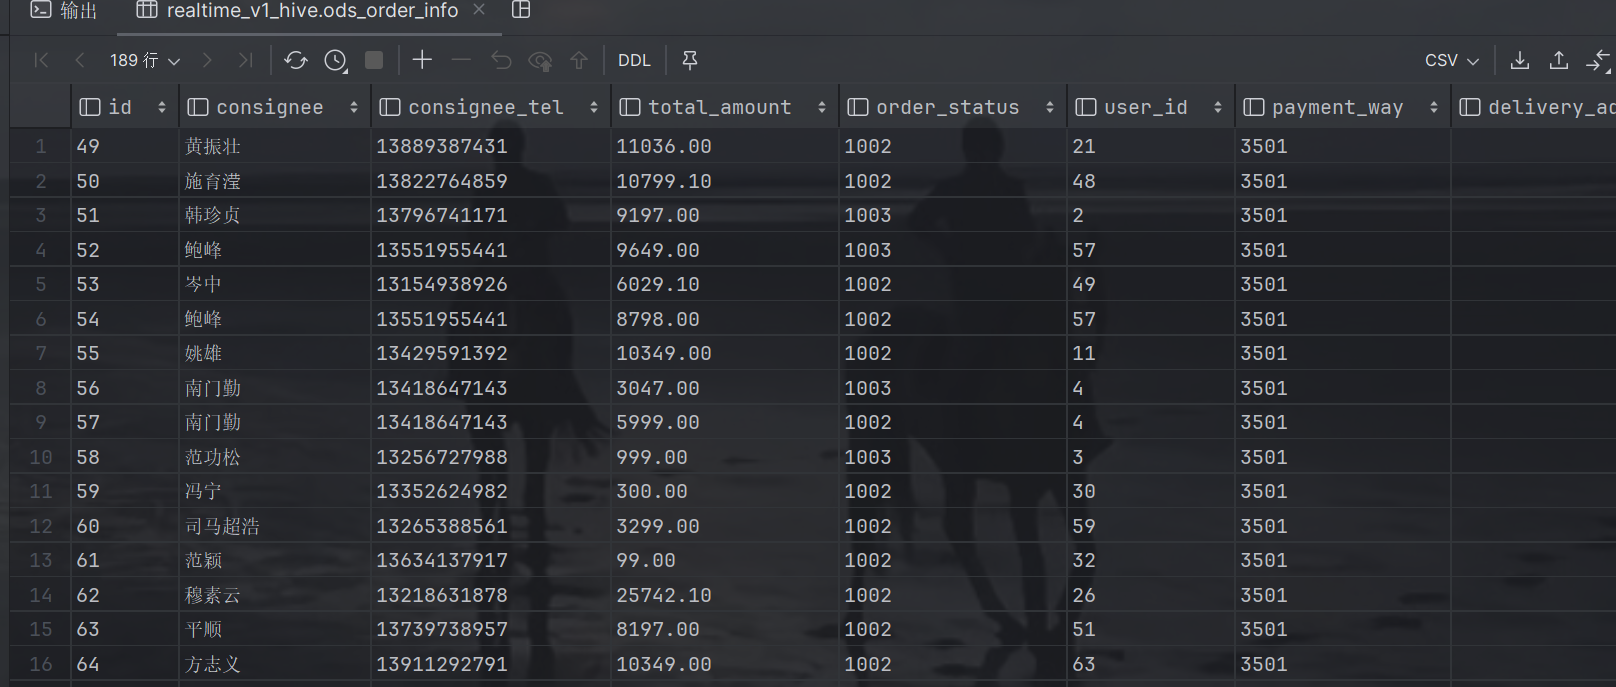 输出 realtime_v1_hive.ods_order_info
189 行 DDL CSV
id consignee consignee_tel total_amount order_status user_id payment_way delivery_ad
1 49 黄振壮 13889387431 11036.00 1002 21 3501
2 50 施育滢 13822764859 10799.10 1002 48 3501
3 51 韩珍贞 13796741171 9197.00 1003 2 3501
4 52 鲍峰 13551955441 9649.00 1003 57 3501
5 53 岑中 13154938926 6029.10 1002 49 3501
6 54 鲍峰 13551955441 8798.00 1002 57 3501
7 55 姚雄 13429591392 10349.00 1002 11 3501
8 56 南门勤 13418647143 3047.00 1003 4 3501
9 57 南门勤 13418647143 5999.00 1002 4 3501
10 58 范功松 13256727988 999.00 1003 3 3501
11 59 冯宁 13352624982 300.00 1002 30 3501
12 60 司马超浩 13265388561 3299.00 1002 59 3501
13 61 范颖 13634137917 99.00 1002 32 3501
14 62 穆素云 13218631878 25742.10 1002 26 3501
15 63 平顺 13739738957 8197.00 1002 51 3501
16 64 方志义 13911292791 10349.00 1002 63 3501